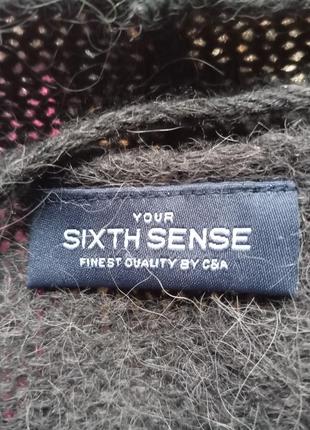 YOUR
SIXTH SENSE
FINEST QUALITY BY C&A